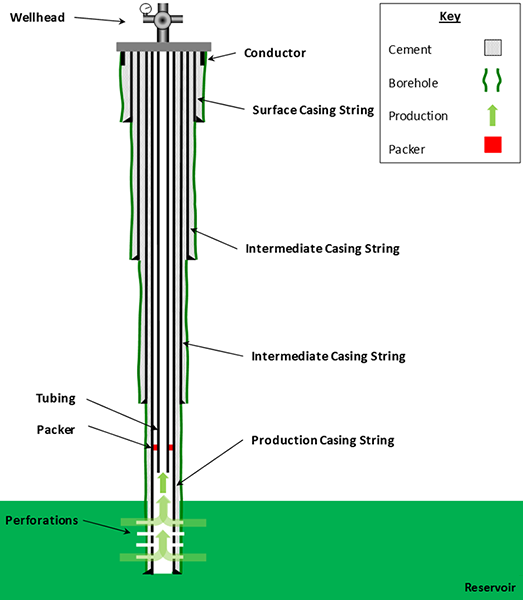 Wellhead
Key
Conductor
Cement
Borehole
Surface Casing String
Production
Packer
Intermediate Casing String
Intermediate Casing String
Tubing
Packer
Production Casing String
Perforations
Reservoir